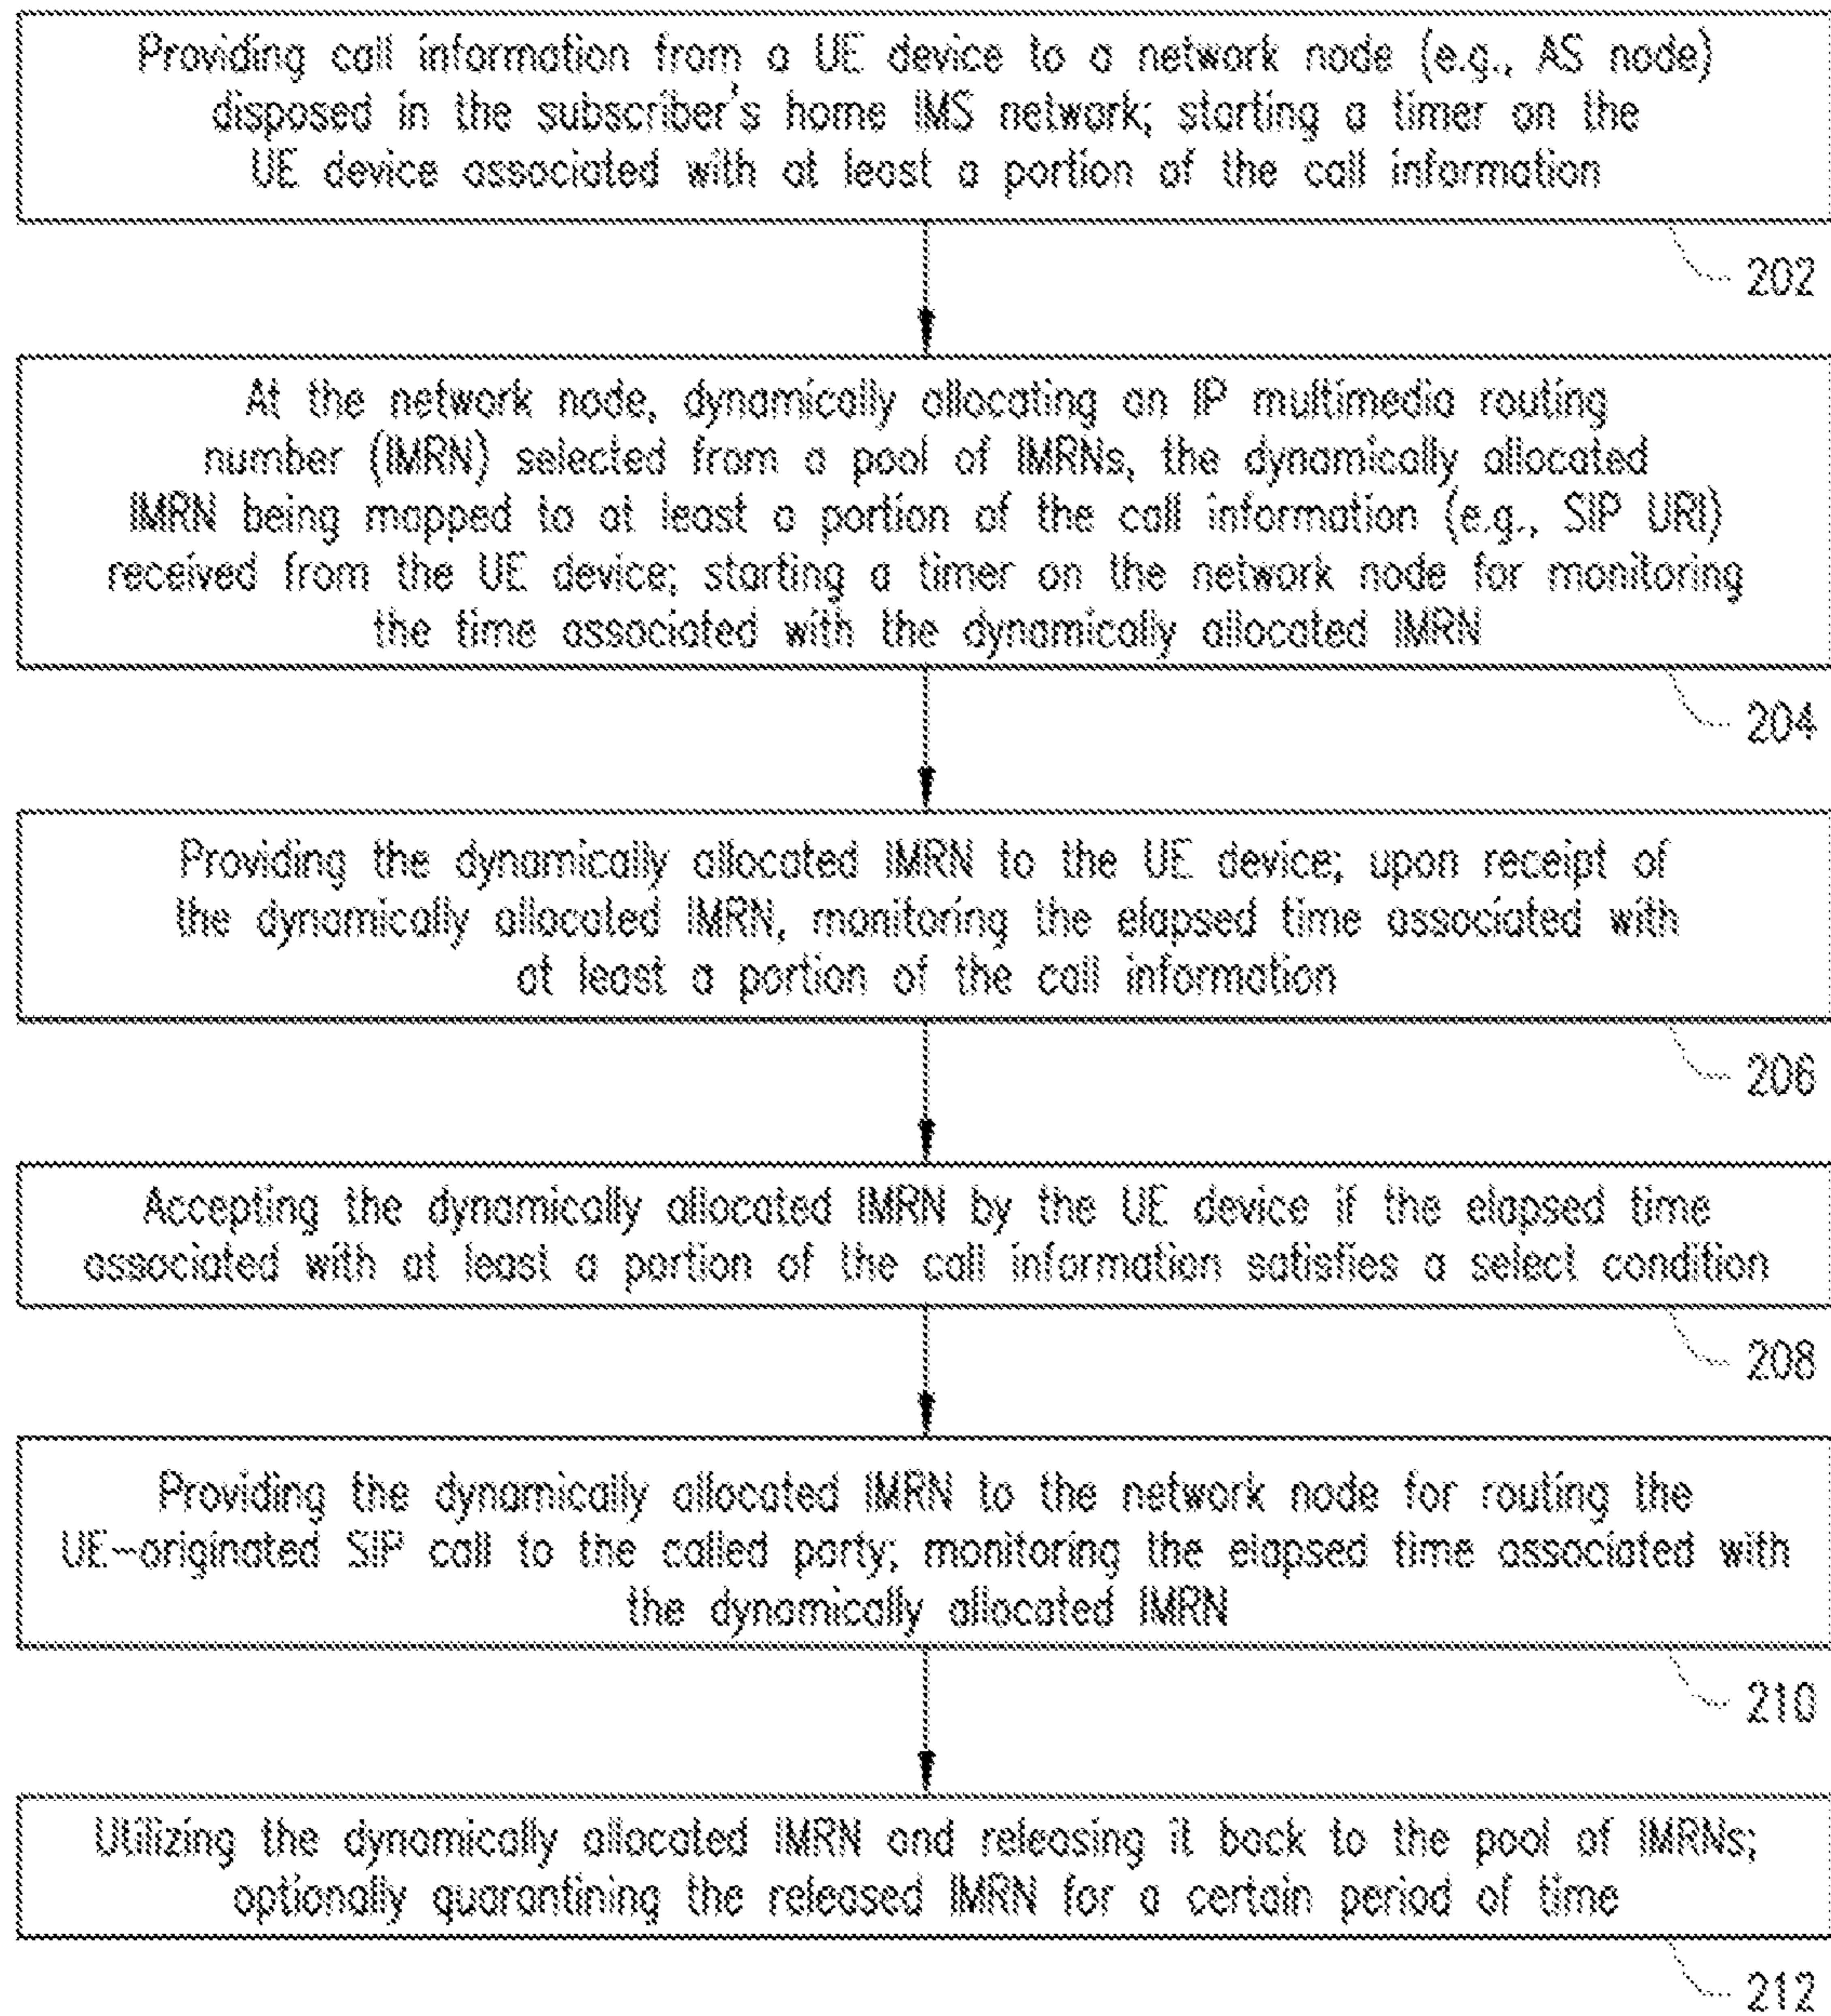 Providing call information from a UE device to a network node (e.g., AS node)
disposed in the subscriber's home IMS network; starting a timer on the
UE device associated with at least a portion of the call information
202
At the network node, dynamically allocating an IP multimedia routing
number (IMRN) selected from a pool of IMRNs, the dynamically allocated
IMRN being mapped to at least a portion of the call information (e.g., SIP URI)
received from the UE device; starting a timer on the network node for monitoring
the time associated with the dynamically allocated IMRN
204
Providing the dynamically allocated IMRN to the UE device; upon receipt of
the dynamically allocated IMRN, monitoring the elapsed time associated with
at least a portion of the call information
206
Accepting the dynamically allocated IMRN by the UE device if the elapsed time
associated with at least a portion of the call information satisfies a select condition
208
Providing the dynamically allocated IMRN to the network node for routing the
UE-originated SIP call to the called party; monitoring the elapsed time associated with
the dynamically allocated IMRN
210
Utilizing the dynamically allocated IMRN and releasing it back to the pool of IMRNs;
optionally quarantining the released IMRN for a certain period of time
212